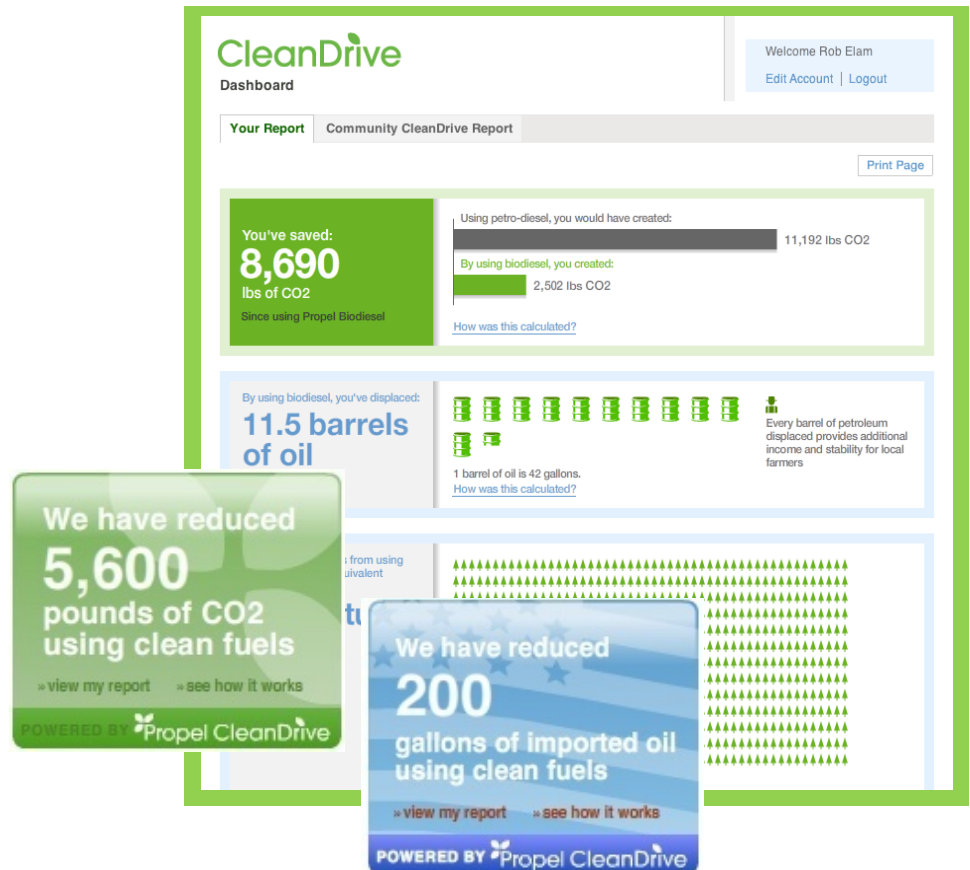 CleanDrive
Dashboard
Welcome Rob Elam
Edit Account | Logout
Your Report
Community CleanDrive Report
Print Page
You've saved:
8,690
lbs of CO2
Since using Propel Biodiesel
Using petro-diesel, you would have created:
11,192 lbs CO2
By using biodiesel, you created:
2,502 lbs CO2
How was this calculated?
By using biodiesel, you've displaced:
11.5 barrels
of oil
1 barrel of oil is 42 gallons.
How was this calculated?
Every barrel of petroleum
displaced provides additional
income and stability for local
farmers
from using
We have reduced
5,600
pounds of CO2
using clean fuels
» view my report » see how it works
POWERED BY Propel CleanDrive
We have reduced
200
gallons of imported oil
using clean fuels
» view my report » see how it works
POWERED BY Propel CleanDrive